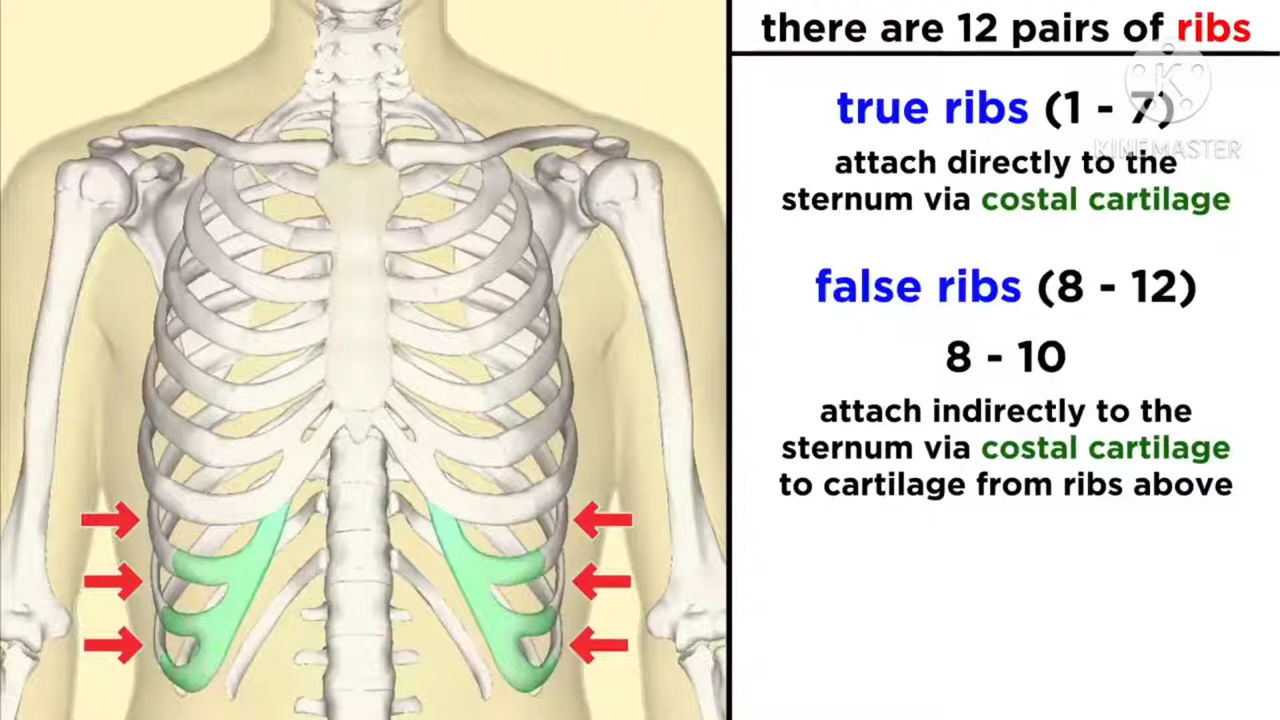 there are 12 pairs of ribs
true ribs (1 - 7)
KINEMASTER
attach directly to the
sternum via costal cartilage
false ribs (8 - 12)
8 - 10
attach indirectly to the
sternum via costal cartilage
to cartilage from ribs above